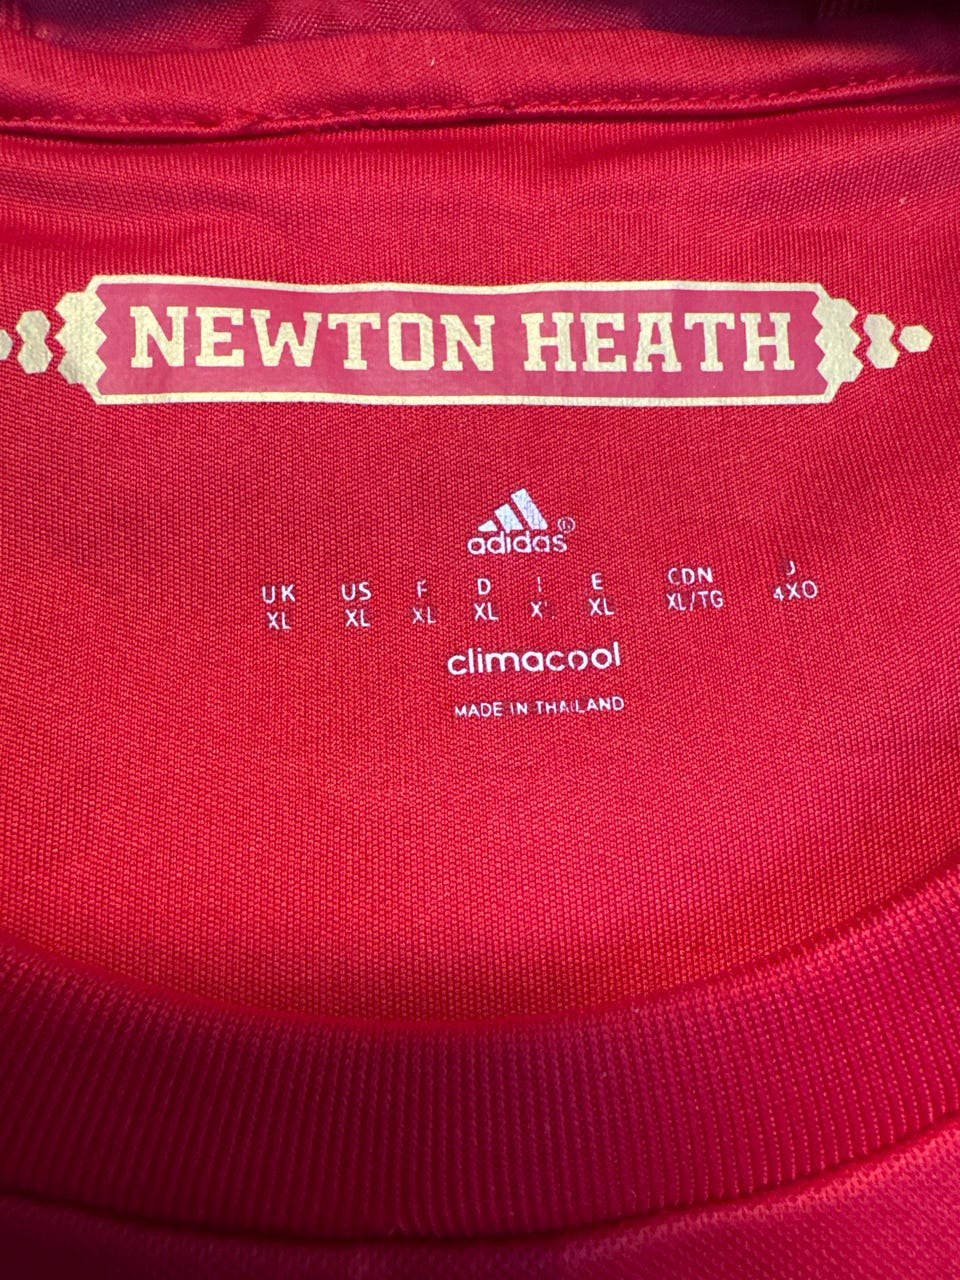 NEWTON HEATH
adidas®
UK US F D I E CDN J
XL XL XL XL X XL XL/TG 4XO
climacool
MADE IN THAILAND